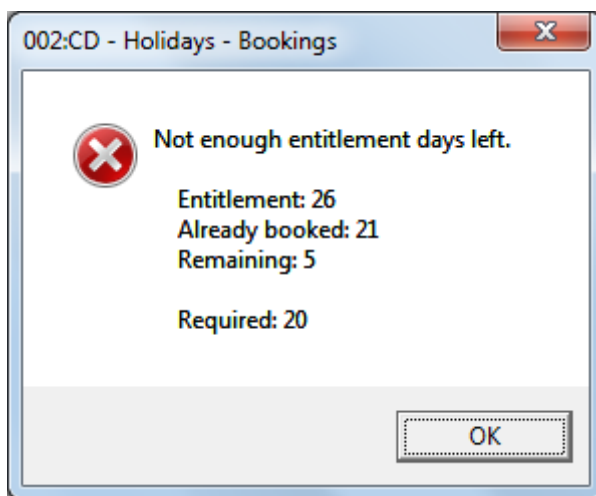 002:CD - Holidays - Bookings
Not enough entitlement days left.
Entitlement: 26
Already booked: 21
Remaining: 5
Required: 20
OK